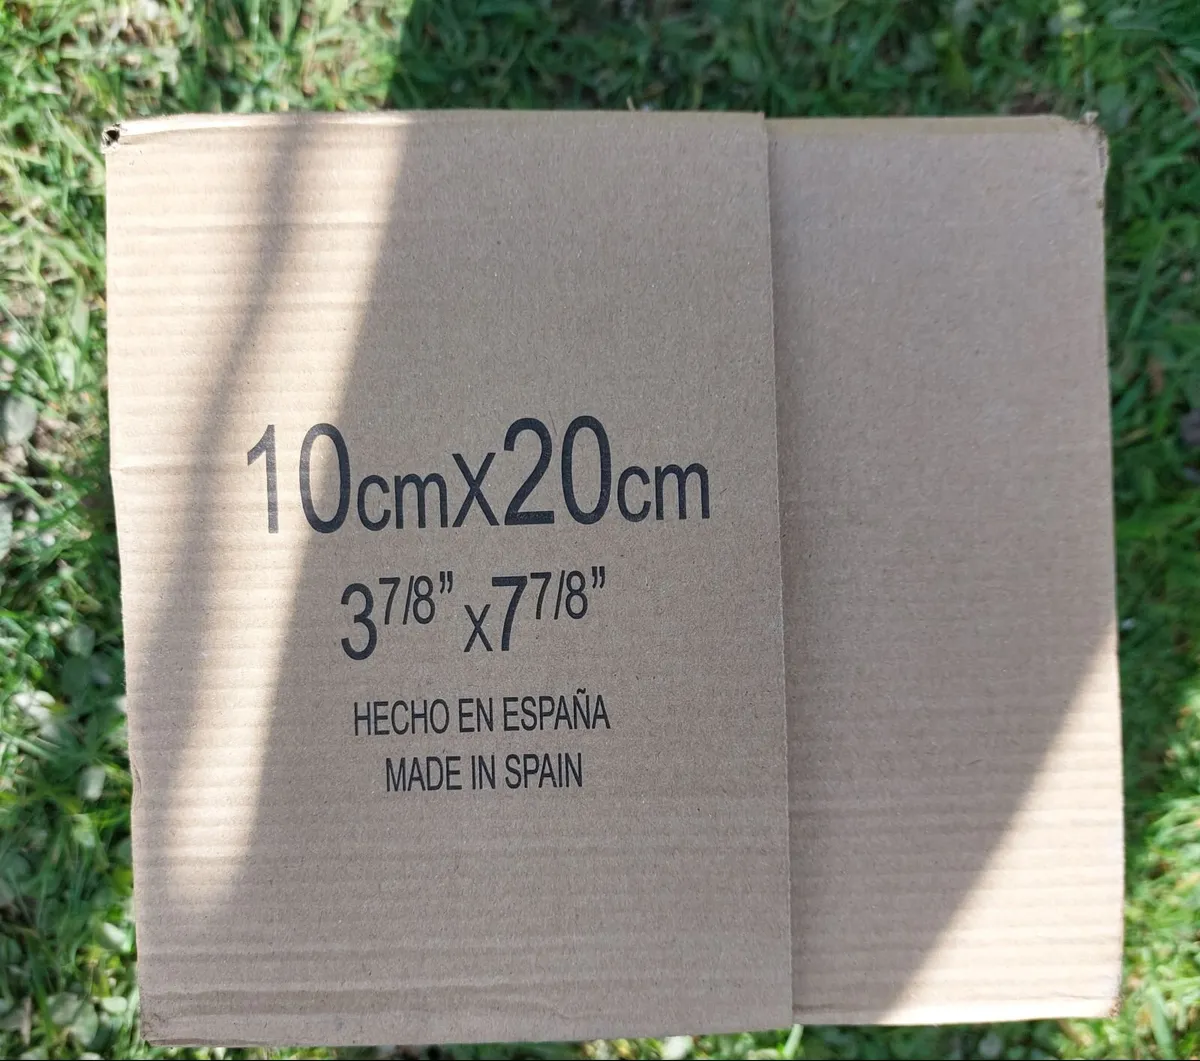 10cmx20cm
3 7/8” x7 7/8”
HECHO EN ESPAÑA
MADE IN SPAIN